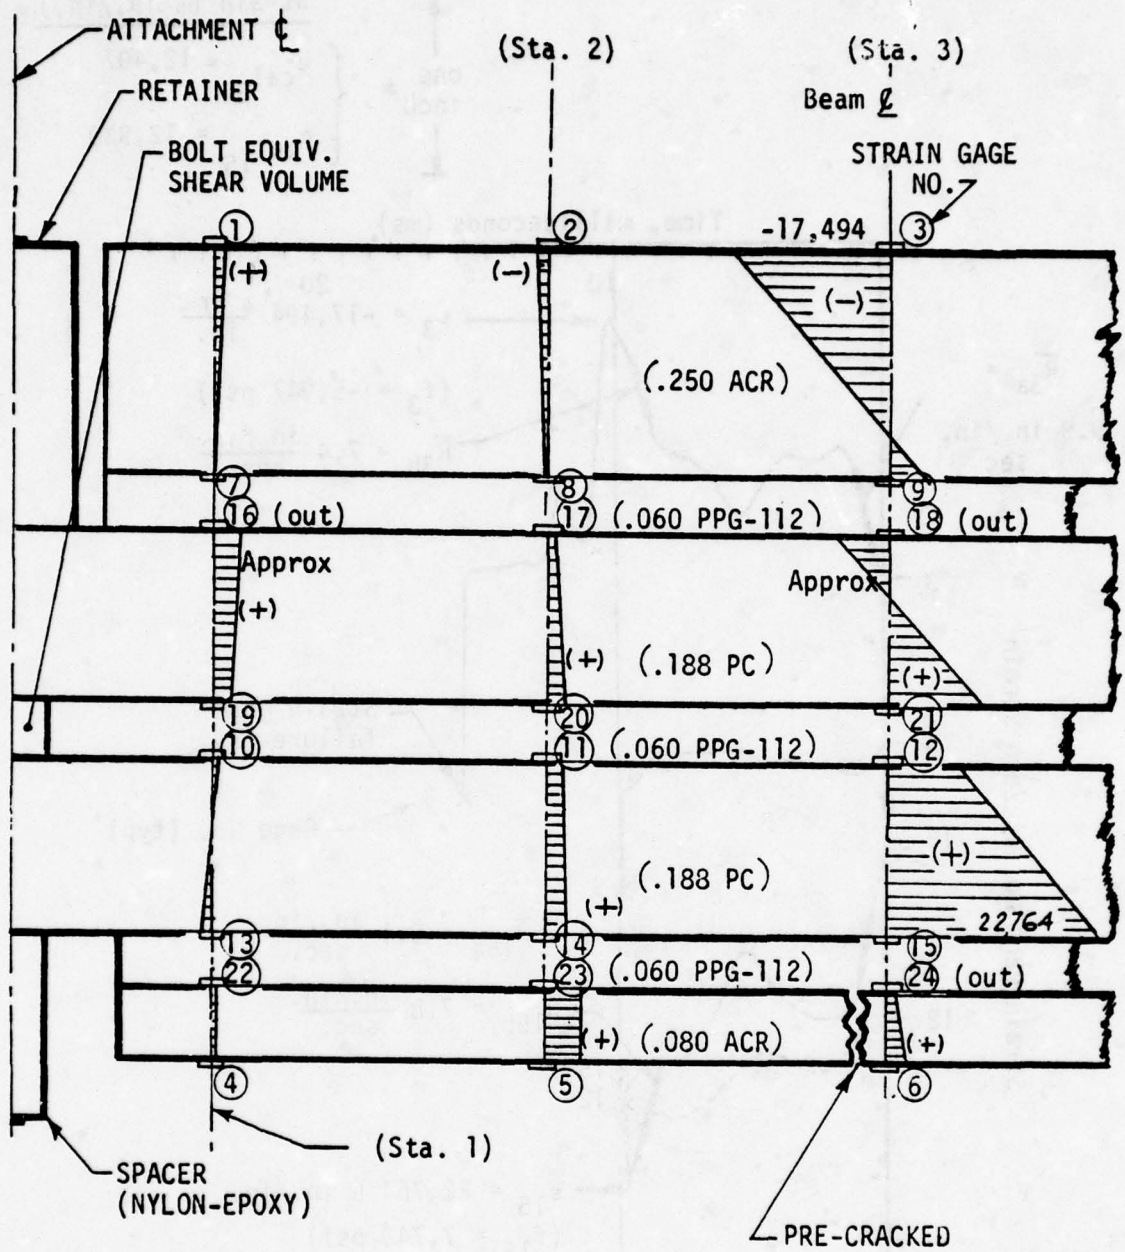 ATTACHMENT ℄
(Sta. 2)
(Sta. 3)
RETAINER
Beam ℄
BOLT EQUIV.
SHEAR VOLUME
STRAIN GAGE
NO.
1
2
-17,494
3
(+)
(-)
(-)
(.250 ACR)
7
8
9
16 (out)
17 (.060 PPG-112)
18 (out)
Approx
Approx
(+)
(+)
(.188 PC)
(+)
19
20
21
10
11 (.060 PPG-112)
12
(+)
(.188 PC)
(+)
22764
13
14
15
22
23 (.060 PPG-112)
24 (out)
(+) (.080 ACR)
(+)
4
5
6
(Sta. 1)
SPACER
(NYLON-EPOXY)
PRE-CRACKED